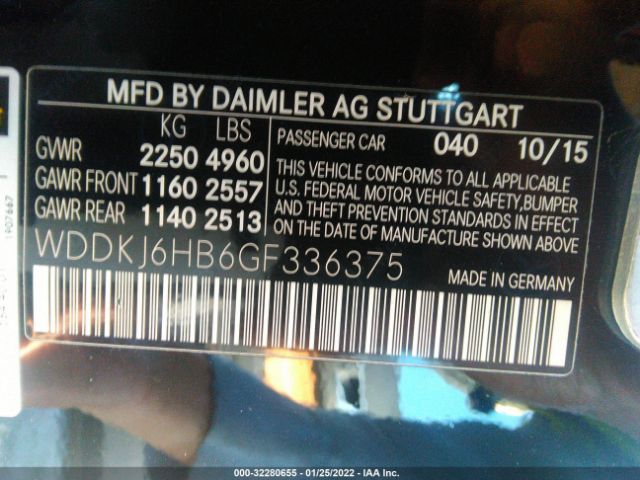 MFD BY DAIMLER AG STUTTGART
KG LBS
GVWR 2250 4960
GAWR FRONT 1160 2557
GAWR REAR 1140 2513
PASSENGER CAR 040 10/15
THIS VEHICLE CONFORMS TO ALL APPLICABLE
U.S. FEDERAL MOTOR VEHICLE SAFETY,BUMPER
AND THEFT PREVENTION STANDARDS IN EFFECT
ON THE DATE OF MANUFACTURE SHOWN ABOVE
WDDKJ6HB6GF336375
MADE IN GERMANY
1907667
000-32280655 - 01/25/2022 - IAA Inc.